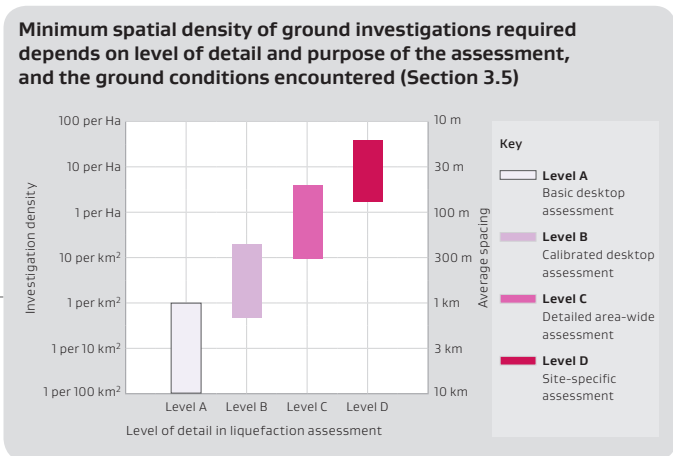 Minimum spatial density of ground investigations required
depends on level of detail and purpose of the assessment,
and the ground conditions encountered (Section 3.5)
Investigation density
100 per Ha
10 per Ha
1 per Ha
10 per km²
1 per km²
1 per 10 km²
1 per 100 km²
10 m
30 m
100 m
300 m
1 km
3 km
10 km
Average spacing
Level A Level B Level C Level D
Level of detail in liquefaction assessment
Key
Level A
Basic desktop
assessment
Level B
Calibrated desktop
assessment
Level C
Detailed area-wide
assessment
Level D
Site-specific
assessment